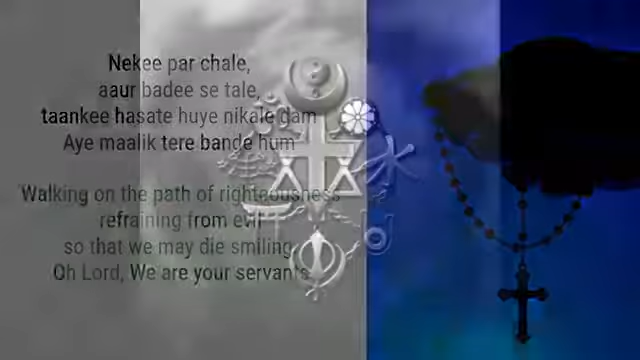 Nekee par chale,
aaur badee se tale,
taankee hasate huye nikale dam
Aye maalik tere bande hum
Walking on the path of righteousness
refraining from evil
so that we may die smiling
Oh Lord, We are your servants